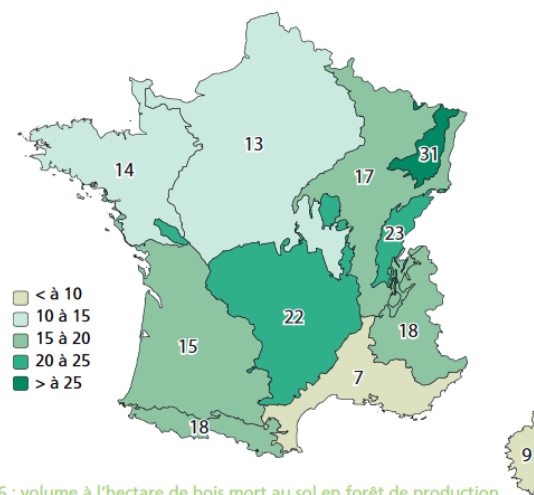 13
14
31
17
23
< à 10
10 à 15
15 à 20
20 à 25
> à 25
22
15
18
7
18
9
: volume à l'hectare de bois mort au sol en forêt de production